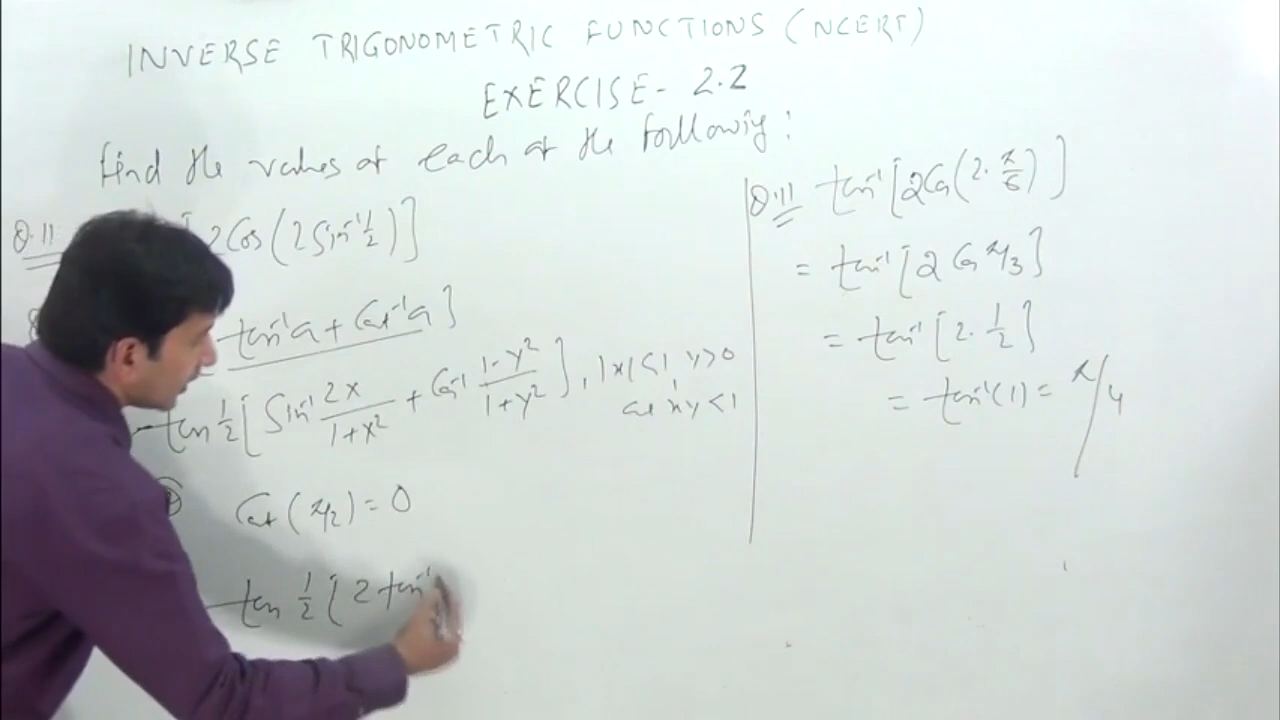 INVERSE TRIGONOMETRIC FUNCTIONS (NCERT)
EXERCISE - 2.2
Find the values of each of the following:
Q.11 [2Cos(2Sin⁻¹ 1/2)]
tan⁻¹a + Cot⁻¹a]
tan 1/2 [Sin⁻¹ 2x/1+x² + Cos⁻¹ 1-y²/1+y²], |x|<1, y>0
and xy<1
Cot(π/2) = 0
tan 1/2 [2 tan⁻¹
Q.11 tan⁻¹[2Cos(2·π/6)]
= tan⁻¹[2 Cos π/3]
= tan⁻¹[2·1/2]
= tan⁻¹(1) = π/4